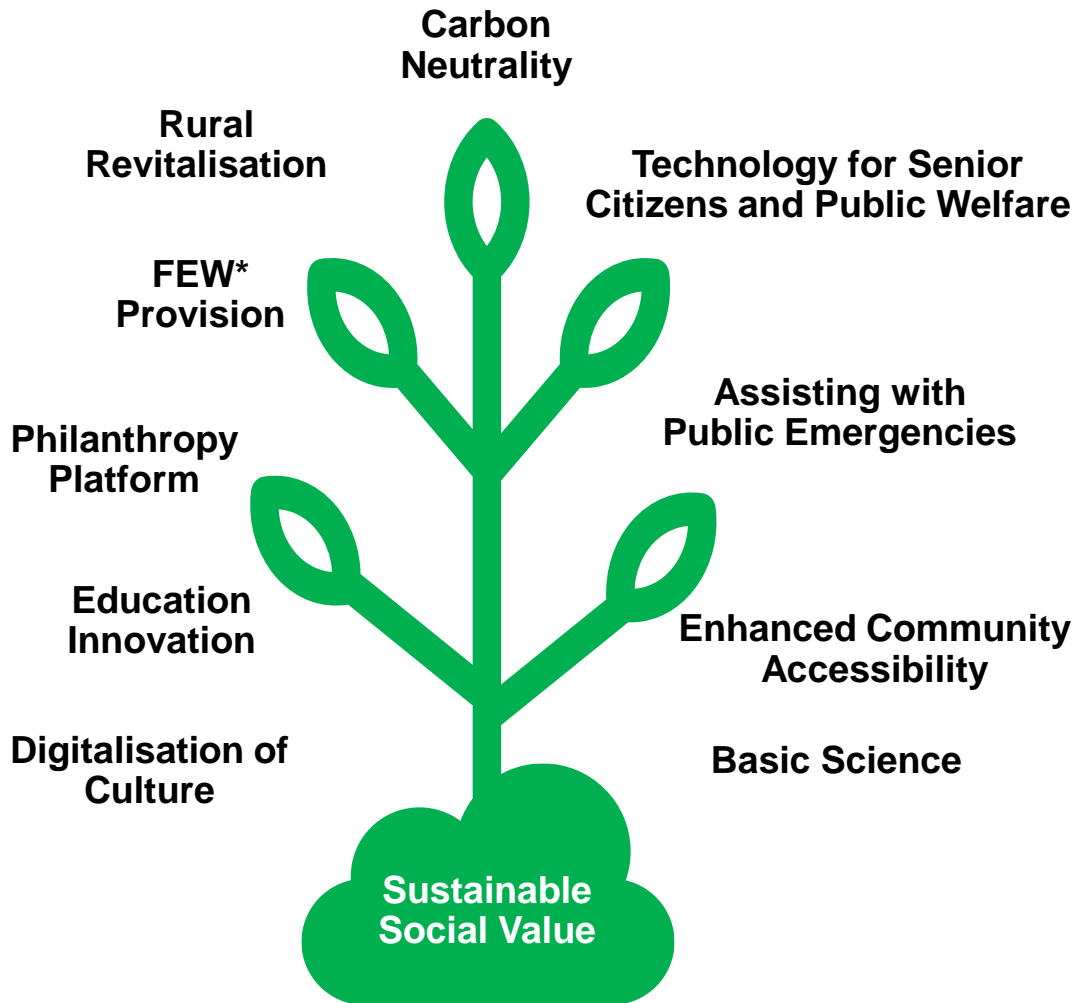 Carbon
Neutrality
Rural
Revitalisation
Technology for Senior
Citizens and Public Welfare
FEW*
Provision
Assisting with
Public Emergencies
Philanthropy
Platform
Education
Innovation
Enhanced Community
Accessibility
Digitalisation of
Culture
Basic Science
Sustainable
Social Value